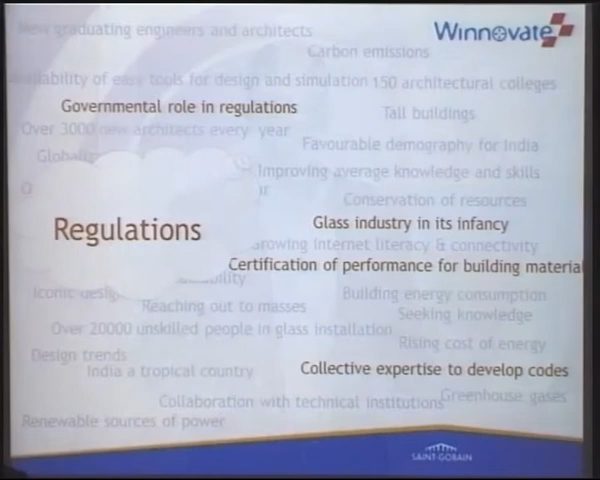 New graduating engineers and architects
Winnovate
Carbon emissions
of easy tools for design and simulation
150 architectural colleges
Governmental role in regulations
Tall buildings
Over 3000 new architects every year
Favourable demography for India
Improving average knowledge and skills
Conservation of resources
Regulations
Glass industry in its infancy
Growing Internet literacy & connectivity
Certification of performance for building material
Building energy consumption
Reaching out to masses
Seeking knowledge
Over 20000 unskilled people in glass installation
Rising cost of energy
Design trends
India a tropical country
Collective expertise to develop codes
Greenhouse gases
Collaboration with technical institutions
Renewable sources of power
SAINT-GOBAIN